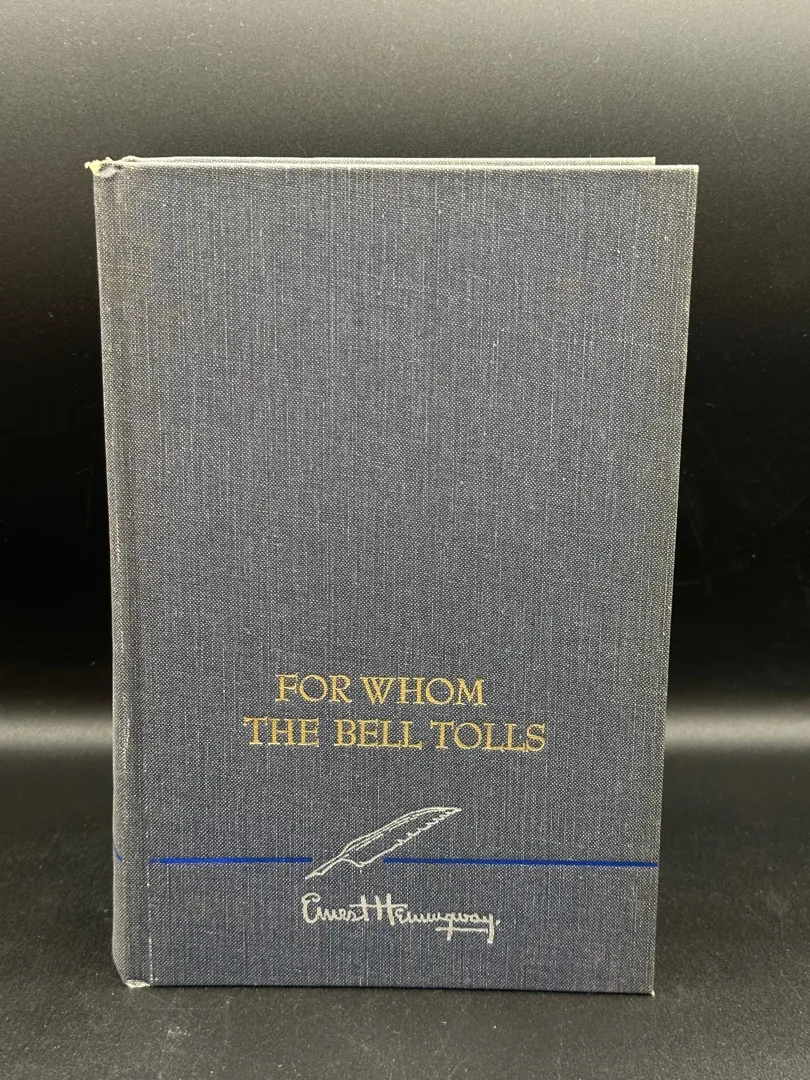 FOR WHOM
THE BELL TOLLS
Ernest Hemingway.